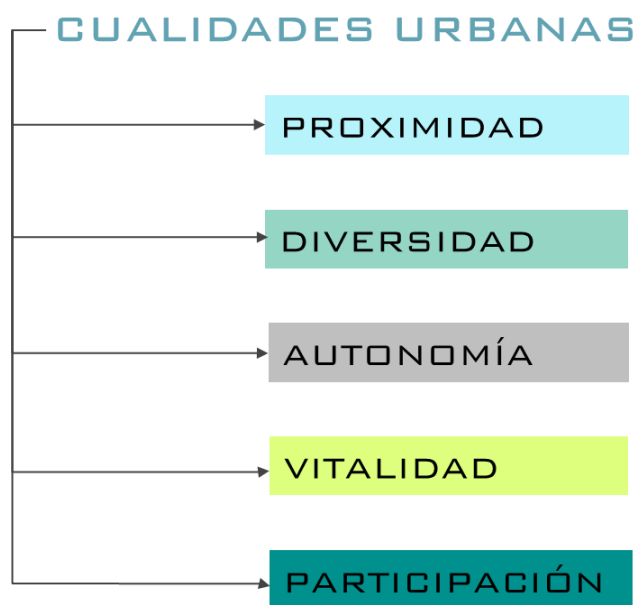 CUALIDADES URBANAS
PROXIMIDAD
DIVERSIDAD
AUTONOMÍA
VITALIDAD
PARTICIPACIÓN